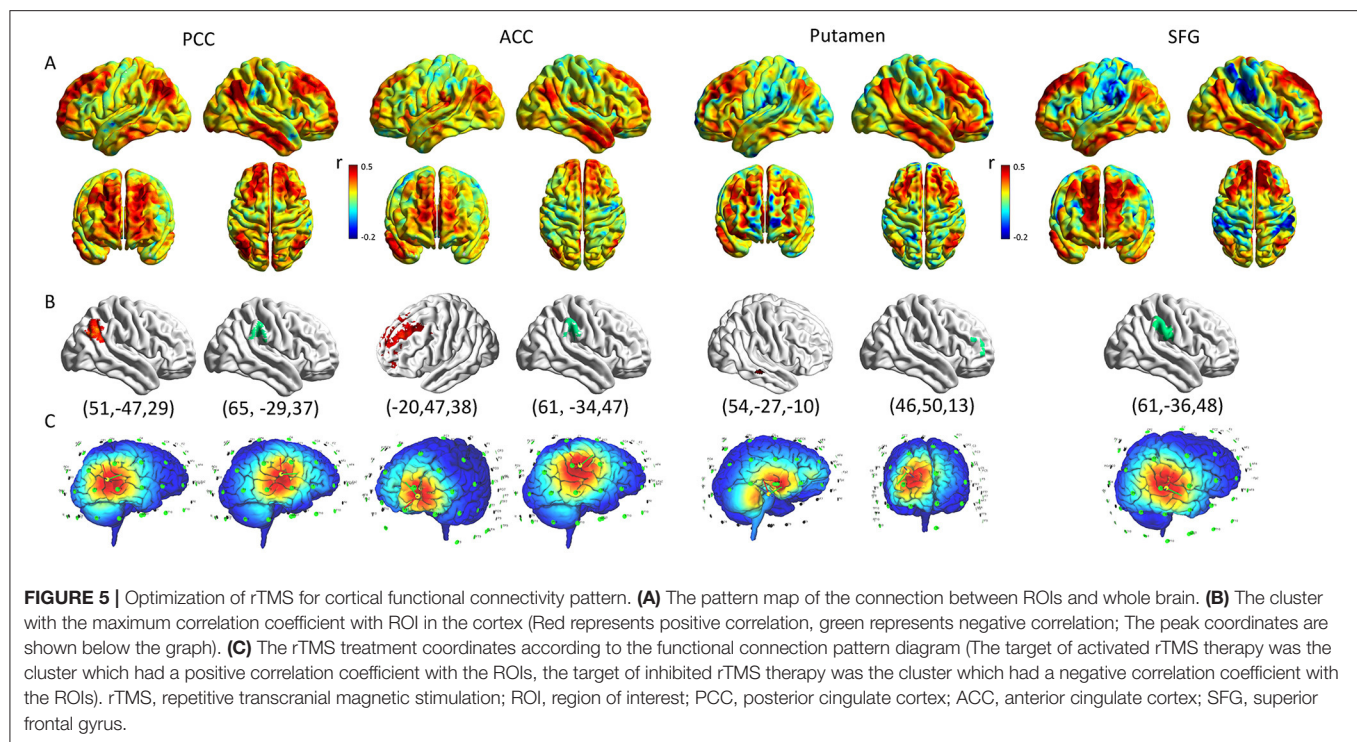 PCC ACC Putamen SFG
A
r 0.5 r 0.5
-0.2 -0.2
B
(51,-47,29) (65, -29,37) (-20,47,38) (61, -34,47) (54,-27,-10) (46,50,13) (61,-36,48)
C
FIGURE 5 | Optimization of rTMS for cortical functional connectivity pattern. (A) The pattern map of the connection between ROIs and whole brain. (B) The cluster
with the maximum correlation coefficient with ROI in the cortex (Red represents positive correlation, green represents negative correlation; The peak coordinates are
shown below the graph). (C) The rTMS treatment coordinates according to the functional connection pattern diagram (The target of activated rTMS therapy was the
cluster which had a positive correlation coefficient with the ROIs, the target of inhibited rTMS therapy was the cluster which had a negative correlation coefficient with
the ROIs). rTMS, repetitive transcranial magnetic stimulation; ROI, region of interest; PCC, posterior cingulate cortex; ACC, anterior cingulate cortex; SFG, superior
frontal gyrus.